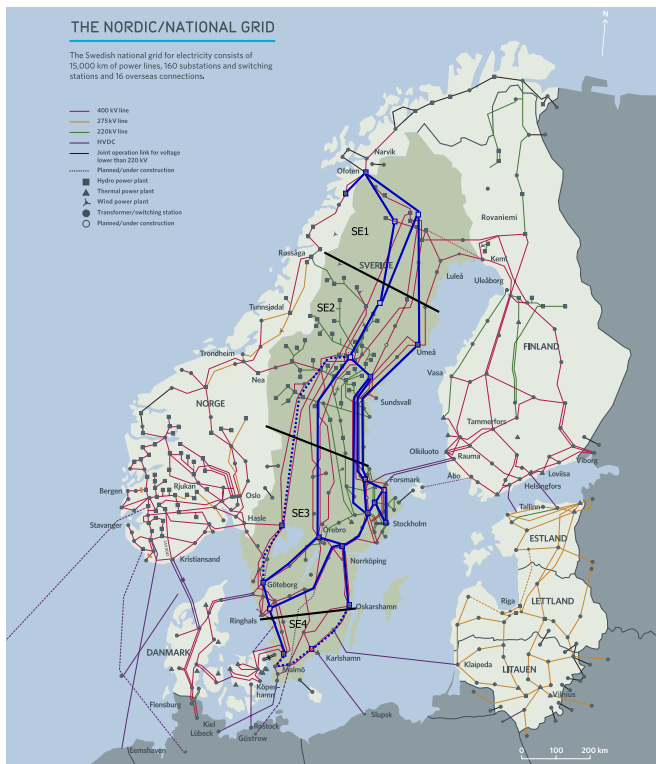 THE NORDIC/NATIONAL GRID
The Swedish national grid for electricity consists of
15,000 km of power lines, 160 substations and switching
stations and 16 overseas connections.
400 kV line
275 kV line
220 kV line
HVDC
Joint operation link for voltage
lower than 220 kV
Planned/under construction
Hydro power plant
Thermal power plant
Wind power plant
Transformer/switching station
Planned/under construction
N
Narvik
Ofoten
Rovaniemi
SE1
Røssåga
SVERIGE
Kemi
Luleå
Uleåborg
SE2
Tunnsjødal
Umeå
FINLAND
Trondheim
Vasa
Nea
Sundsvall
NORGE
Tammerfors
Olkiluoto
Rauma
Viborg
Forsmark
Åbo
Lovisa
Helsingfors
Bergen
Rjukan
Oslo
Tallinn
Stavanger
Hasle
SE3
Örebro
Stockholm
ESTLAND
Kristiansand
Norrköping
Göteborg
Riga
LETTLAND
Oskarshamn
Ringhals
SE4
DANMARK
Karlshamn
Klaipeda
LITAUEN
Malmö
Köpen-
hamn
Vilnius
Flensburg
Kiel
Lübeck
Rostock
Slupsk
Güstrow
Eemshaven
0 100 200 km